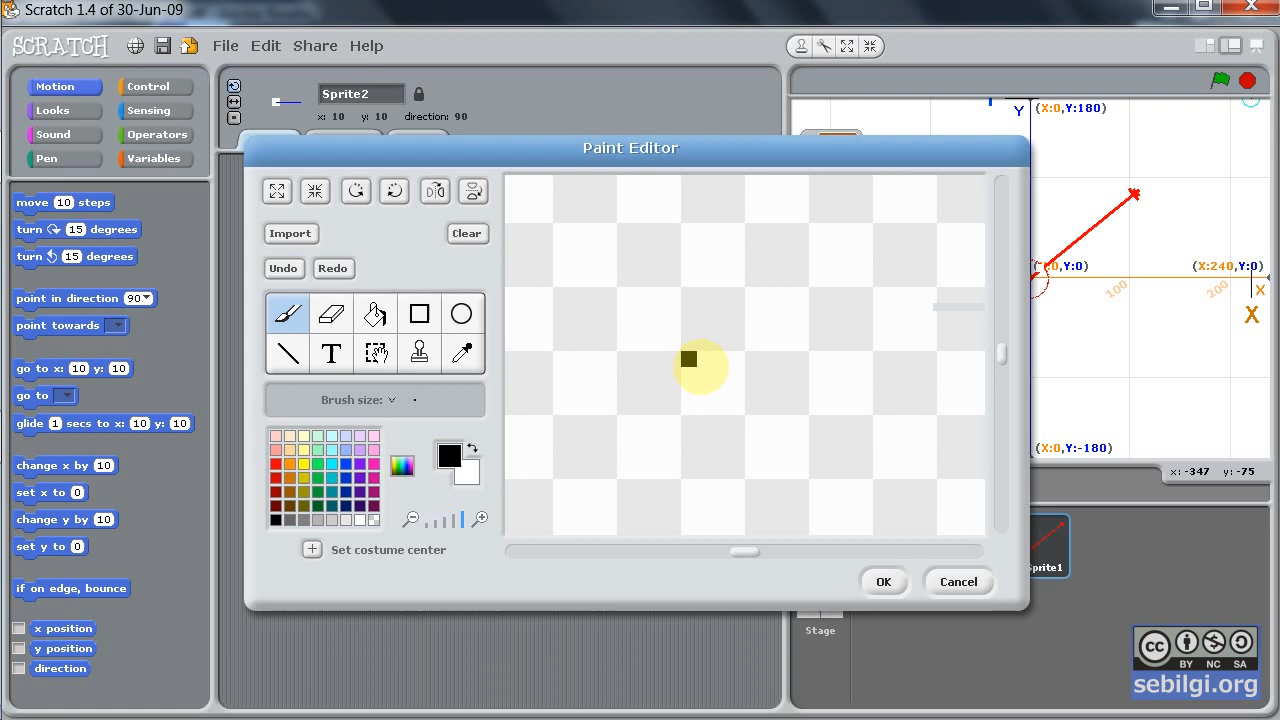 Scratch 1.4 of 30-Jun-09
SCRATCH File Edit Share Help
Motion Control
Looks Sensing
Sound Operators
Pen Variables
Sprite2
x: 10 y: 10 direction: 90
Paint Editor
Import Clear
Undo Redo
T
Brush size:
Set costume center
OK Cancel
move 10 steps
turn 15 degrees
turn 15 degrees
point in direction 90
point towards
go to x: 10 y: 10
go to
glide 1 secs to x: 10 y: 10
change x by 10
set x to 0
change y by 10
set y to 0
if on edge, bounce
x position
y position
direction
Y (X:0,Y:180)
0,Y:0) (X:240,Y:0)
100 200 X
X
(X:0,Y:-180)
x: -347 y: -75
Sprite1
Stage
cc
BY NC SA
sebilgi.org